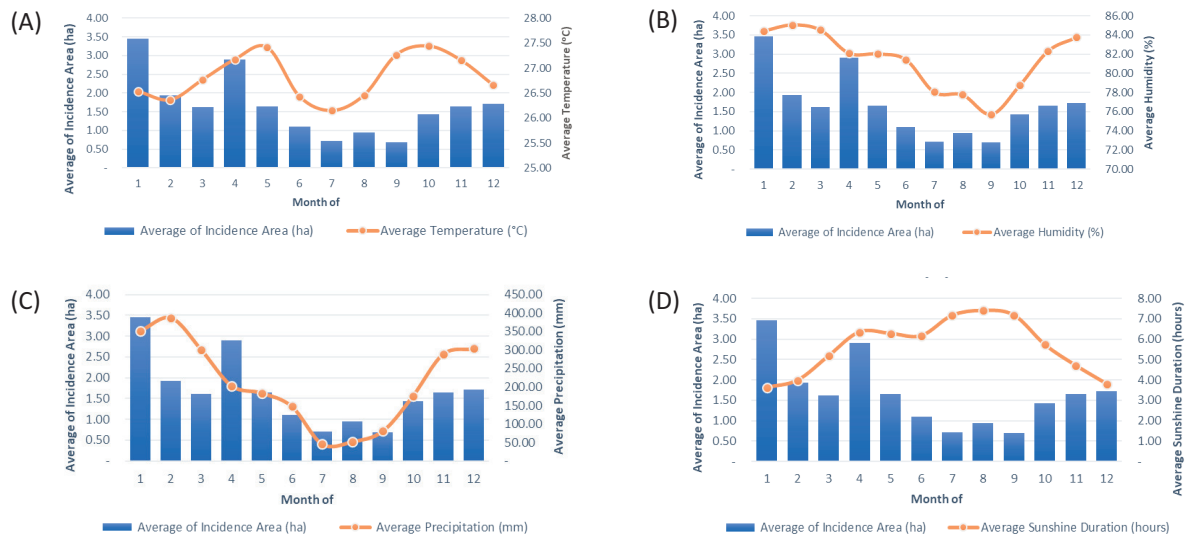 (A)
Average of Incidence Area (ha)
4.00
3.50
3.00
2.50
2.00
1.50
1.00
0.50
-
28.00
27.50
27.00
26.50
26.00
25.50
25.00
Average Temperature (°C)
1 2 3 4 5 6 7 8 9 10 11 12
Month of
Average of Incidence Area (ha) Average Temperature (°C)
(B)
Average of Incidence Area (ha)
4.00
3.50
3.00
2.50
2.00
1.50
1.00
0.50
-
86.00
84.00
82.00
80.00
78.00
76.00
74.00
72.00
70.00
Average Humidity (%)
1 2 3 4 5 6 7 8 9 10 11 12
Month of
Average of Incidence Area (ha) Average Humidity (%)
(C)
Average of Incidence Area (ha)
4.00
3.50
3.00
2.50
2.00
1.50
1.00
0.50
-
450.00
400.00
350.00
300.00
250.00
200.00
150.00
100.00
50.00
-
Average Precipitation (mm)
1 2 3 4 5 6 7 8 9 10 11 12
Month of
Average of Incidence Area (ha) Average Precipitation (mm)
(D)
Average of Incidence Area (ha)
4.00
3.50
3.00
2.50
2.00
1.50
1.00
0.50
-
8.00
7.00
6.00
5.00
4.00
3.00
2.00
1.00
-
Average Sunshine Duration (hours)
1 2 3 4 5 6 7 8 9 10 11 12
Month of
Average of Incidence Area (ha) Average Sunshine Duration (hours)